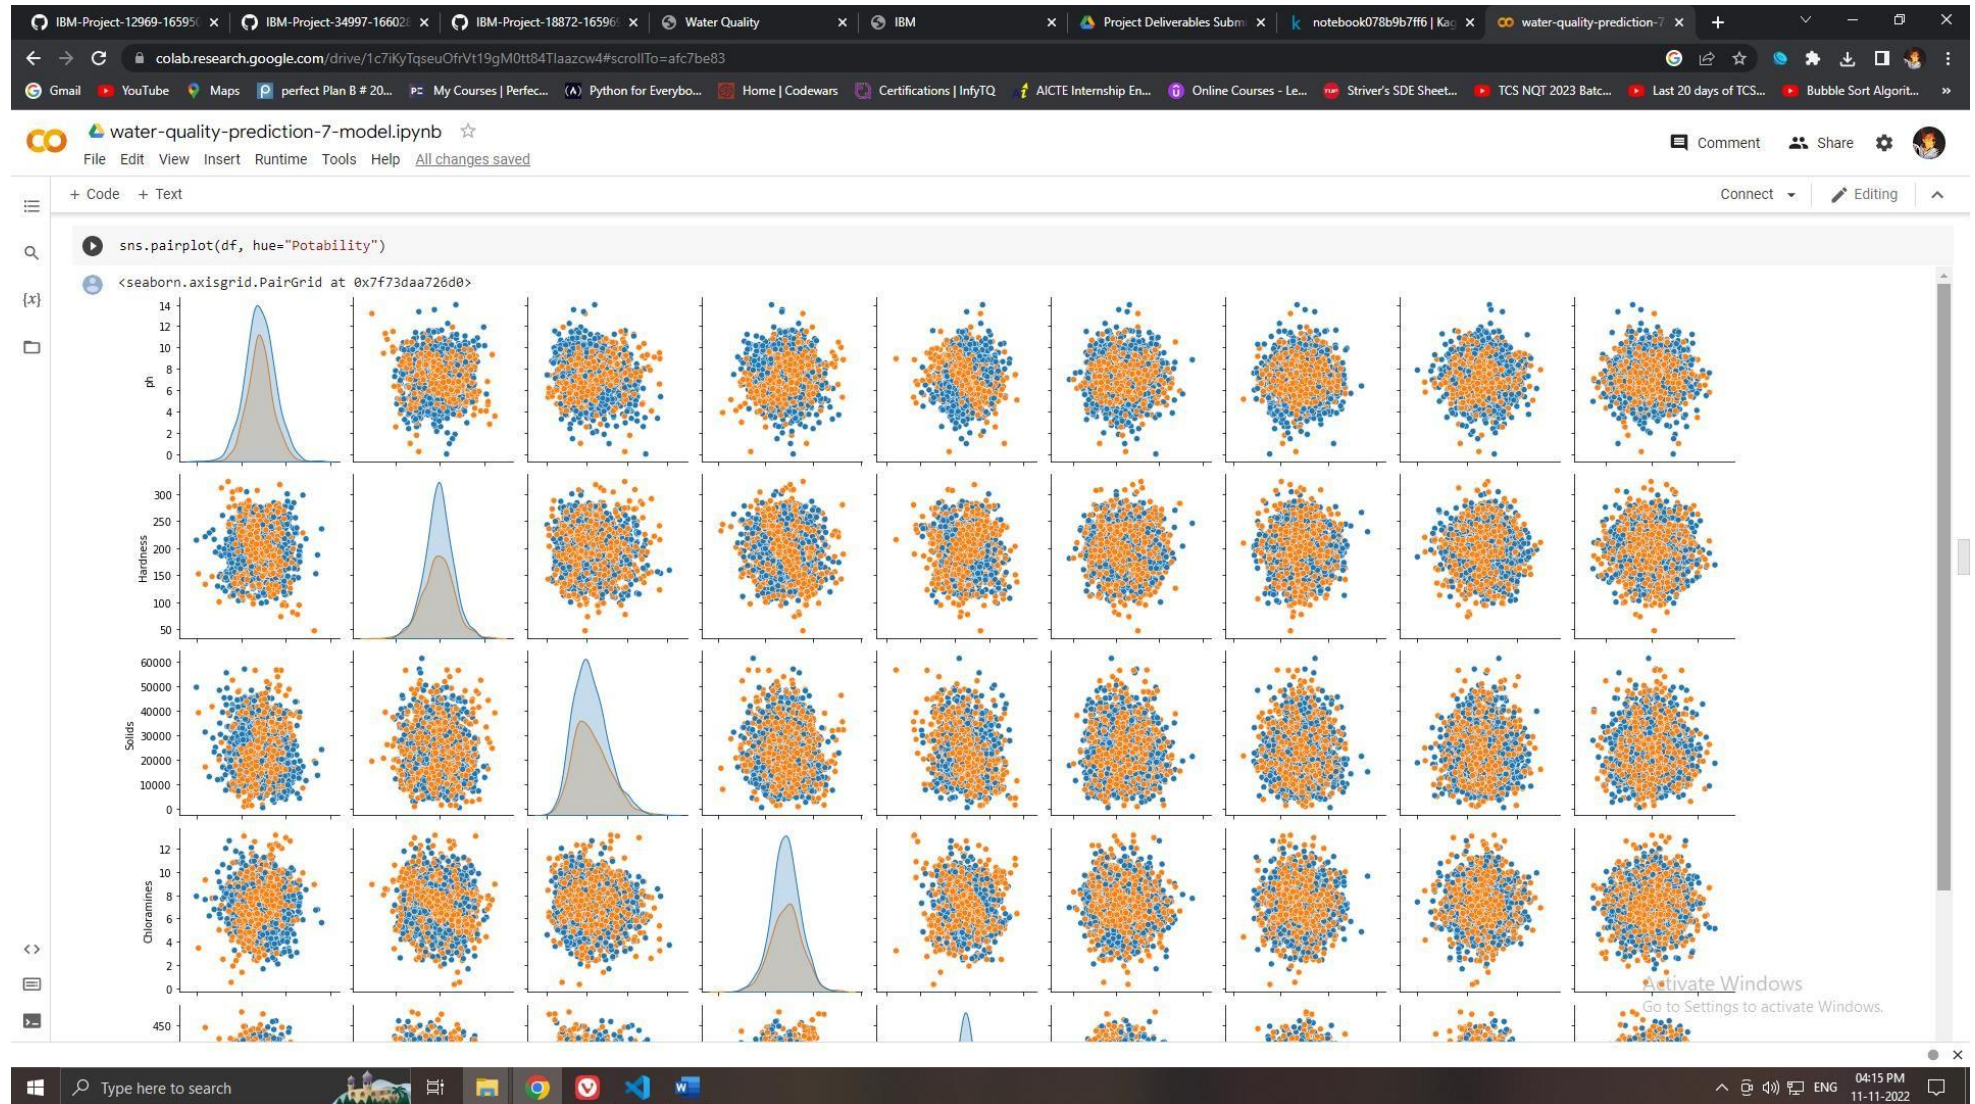 IBM-Project-12969-165950
IBM-Project-34997-166028
IBM-Project-18872-165969
Water Quality
IBM
Project Deliverables Subm
notebook078b9b7ff6 | Kag
water-quality-prediction-7
colab.research.google.com/drive/1c7iKyTqseuOfrVt19gM0tt84TIaazcw4#scrollTo=afc7be83
Gmail
YouTube
Maps
perfect Plan B # 20...
My Courses | Perfec...
Python for Everybo...
Home | Codewars
Certifications | InfyTQ
AICTE Internship En...
Online Courses - Le...
Striver's SDE Sheet...
TCS NQT 2023 Batc...
Last 20 days of TCS...
Bubble Sort Algorit...
»
CO
water-quality-prediction-7-model.ipynb
Comment
Share
File Edit View Insert Runtime Tools Help All changes saved
+ Code + Text
Connect
Editing
sns.pairplot(df, hue="Potability")
<seaborn.axisgrid.PairGrid at 0x7f73daa726d0>
{x}
14
12
10
8
6
4
2
0
ph
300
250
200
150
100
50
Hardness
60000
50000
40000
30000
20000
10000
0
Solids
12
10
8
6
4
2
0
Chloramines
450
Activate Windows
Go to Settings to activate Windows.
Type here to search
ENG
04:15 PM
11-11-2022